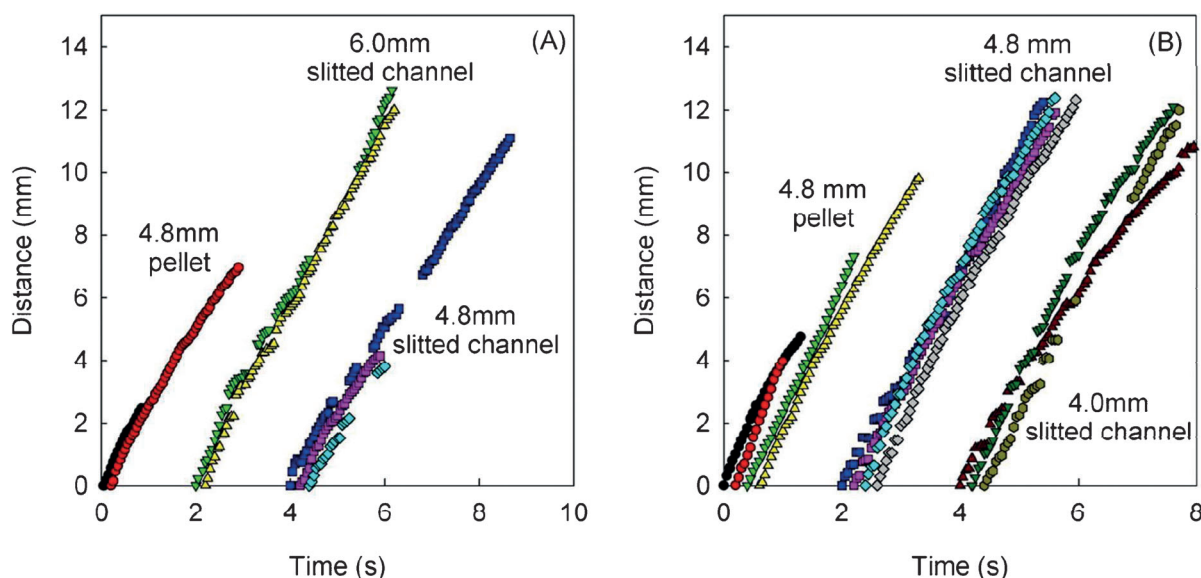 (A)
6.0mm
slitted channel
4.8mm
pellet
4.8mm
slitted channel
14
12
10
8
6
4
2
0
0 2 4 6 8 10
Distance (mm)
Time (s)
(B)
4.8 mm
slitted channel
4.8 mm
pellet
4.0mm
slitted channel
14
12
10
8
6
4
2
0
0 2 4 6 8
Distance (mm)
Time (s)